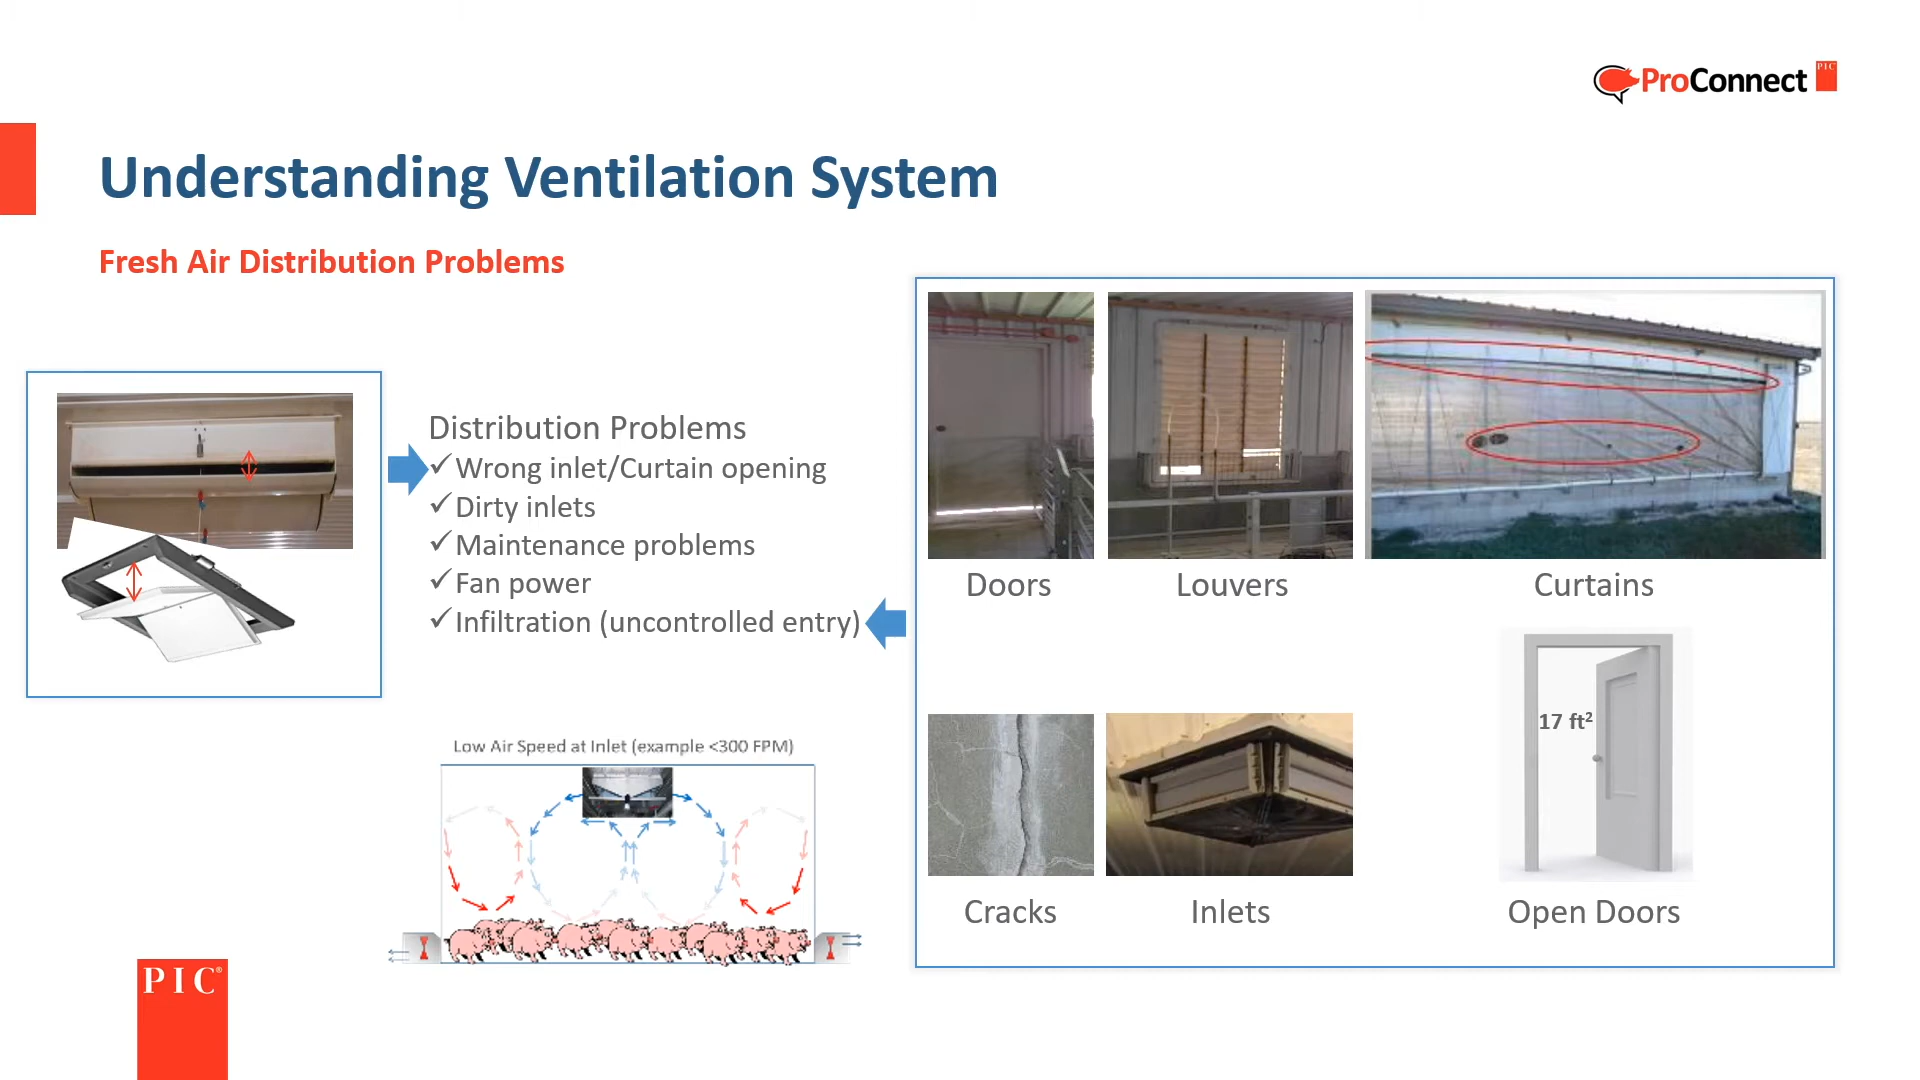 ProConnect PIC
Understanding Ventilation System
Fresh Air Distribution Problems
Distribution Problems
✓Wrong inlet/Curtain opening
✓Dirty inlets
✓Maintenance problems
✓Fan power
✓Infiltration (uncontrolled entry)
Low Air Speed at Inlet (example <300 FPM)
Doors
Louvers
Curtains
17 ft²
Cracks
Inlets
Open Doors
PIC®